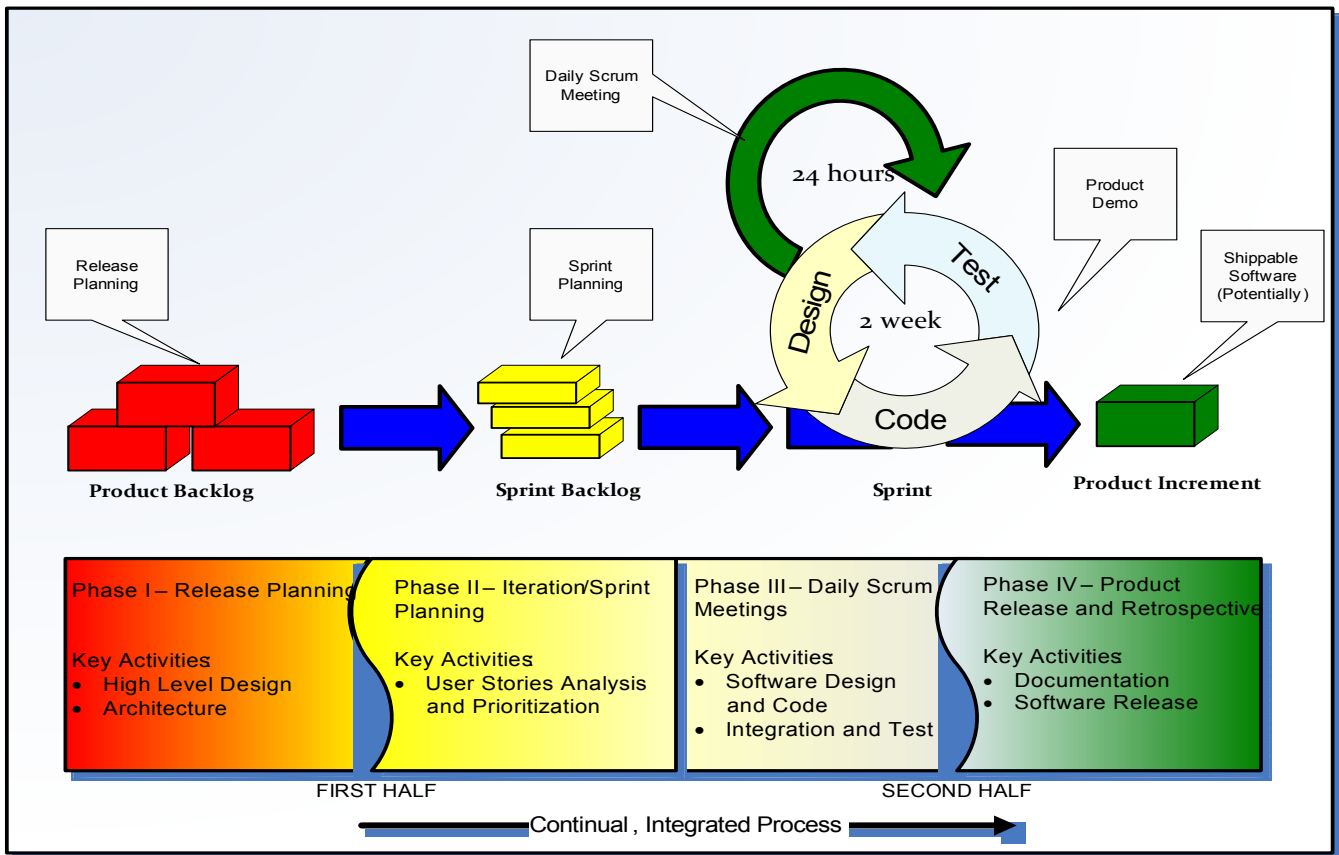 Daily Scrum
Meeting
24 hours
Product
Demo
Release
Planning
Sprint
Planning
Shippable
Software
(Potentially)
Design
Test
2 week
Code
Product Backlog
Sprint Backlog
Sprint
Product Increment
Phase I – Release Planning
Key Activities:
• High Level Design
• Architecture
Phase II – Iteration/Sprint
Planning
Key Activities:
• User Stories Analysis
and Prioritization
Phase III – Daily Scrum
Meetings
Key Activities:
• Software Design
and Code
• Integration and Test
Phase IV – Product
Release and Retrospective
Key Activities:
• Documentation
• Software Release
FIRST HALF
SECOND HALF
Continual, Integrated Process